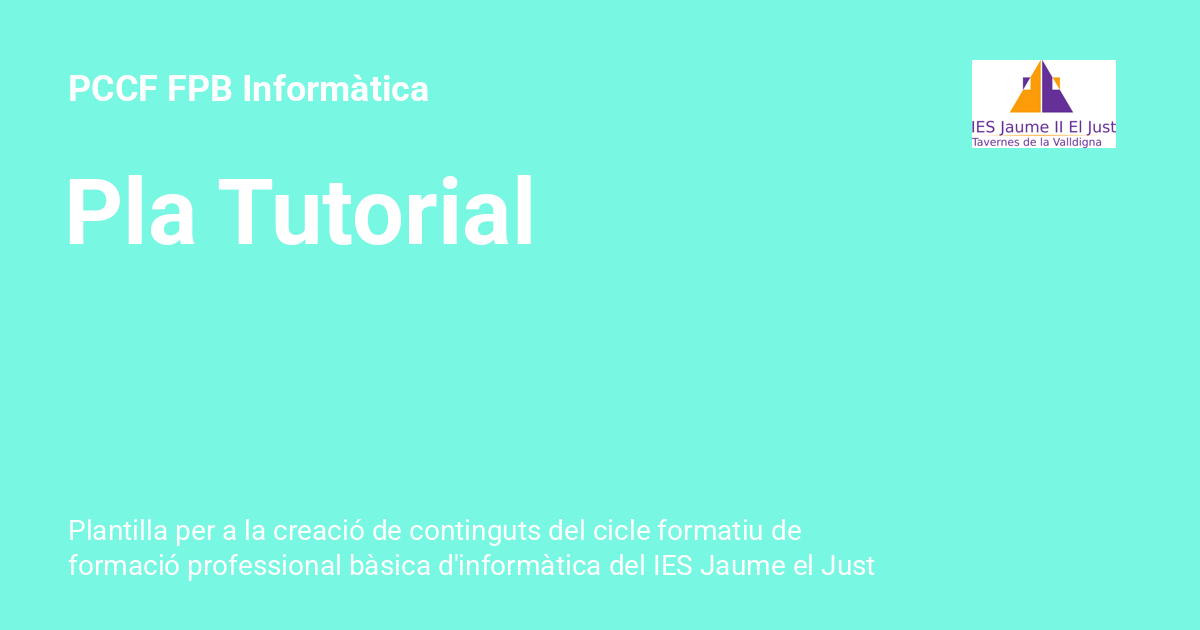 PCCF FPB Informàtica
IES Jaume II El Just
Tavernes de la Valldigna
Pla Tutorial
Plantilla per a la creació de continguts del cicle formatiu de
formació professional bàsica d'informàtica del IES Jaume el Just